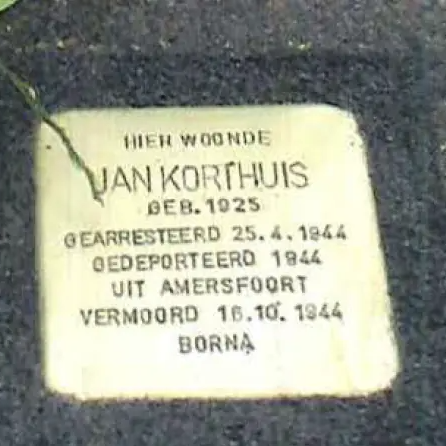 HIER WOONDE
JAN KORTHUIS
GEB. 1925
GEARRESTEERD 25.4.1944
GEDEPORTEERD 1944
UIT AMERSFOORT
VERMOORD 16.10.1944
BORNA